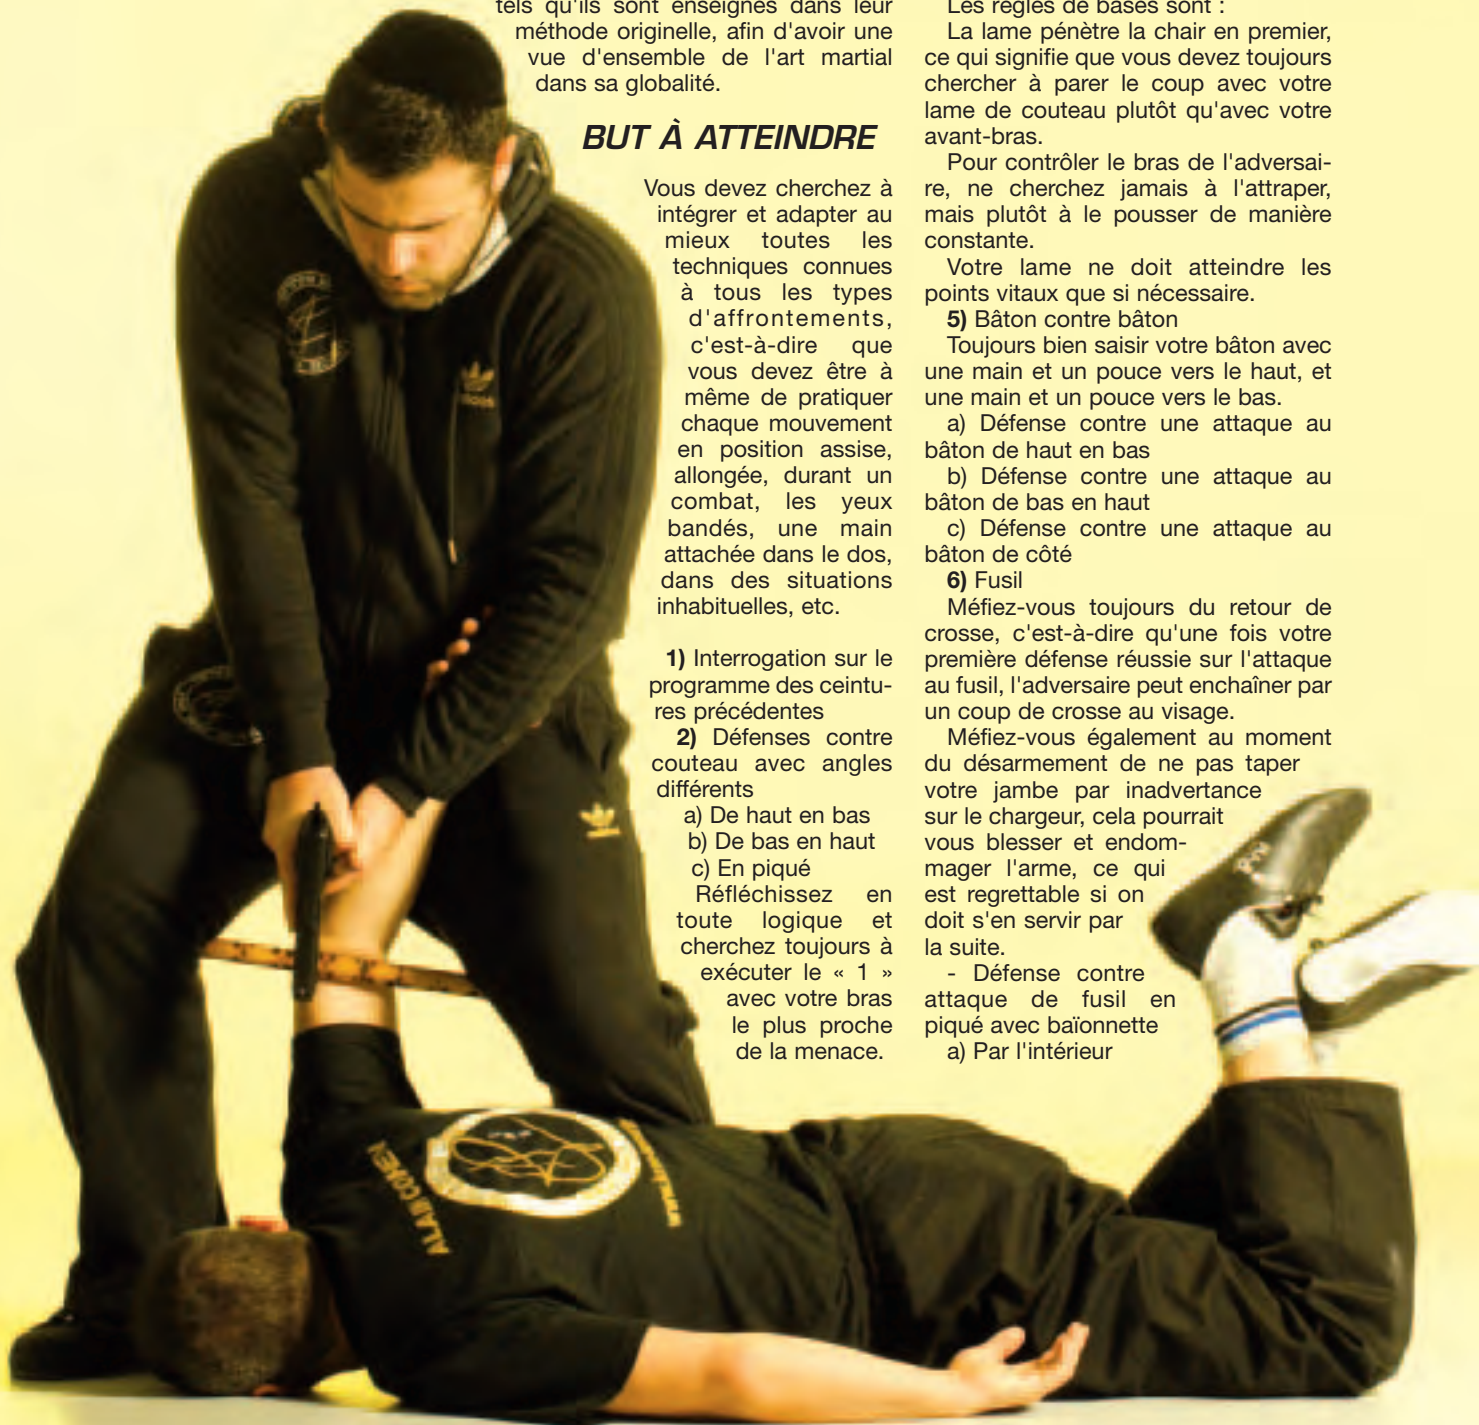 tels qu'ils sont enseignés dans leur
méthode originelle, afin d'avoir une
vue d'ensemble de l'art martial
dans sa globalité.
BUT À ATTEINDRE
Vous devez cherchez à
intégrer et adapter au
mieux toutes les
techniques connues
à tous les types
d'affrontements,
c'est-à-dire que
vous devez être à
même de pratiquer
chaque mouvement
en position assise,
allongée, durant un
combat, les yeux
bandés, une main
attachée dans le dos,
dans des situations
inhabituelles, etc.
1) Interrogation sur le
programme des ceintu-
res précédentes
2) Défenses contre
couteau avec angles
différents
a) De haut en bas
b) De bas en haut
c) En piqué
Réfléchissez en
toute logique et
cherchez toujours à
exécuter le « 1 »
avec votre bras
le plus proche
de la menace.
Les règles de bases sont :
La lame pénètre la chair en premier,
ce qui signifie que vous devez toujours
chercher à parer le coup avec votre
lame de couteau plutôt qu'avec votre
avant-bras.
Pour contrôler le bras de l'adversai-
re, ne cherchez jamais à l'attraper,
mais plutôt à le pousser de manière
constante.
Votre lame ne doit atteindre les
points vitaux que si nécessaire.
5) Bâton contre bâton
Toujours bien saisir votre bâton avec
une main et un pouce vers le haut, et
une main et un pouce vers le bas.
a) Défense contre une attaque au
bâton de haut en bas
b) Défense contre une attaque au
bâton de bas en haut
c) Défense contre une attaque au
bâton de côté
6) Fusil
Méfiez-vous toujours du retour de
crosse, c'est-à-dire qu'une fois votre
première défense réussie sur l'attaque
au fusil, l'adversaire peut enchaîner par
un coup de crosse au visage.
Méfiez-vous également au moment
du désarmement de ne pas taper
votre jambe par inadvertance
sur le chargeur, cela pourrait
vous blesser et endom-
mager l'arme, ce qui
est regrettable si on
doit s'en servir par
la suite.
- Défense contre
attaque de fusil en
piqué avec baïonnette
a) Par l'intérieur
ALAIN COHEN